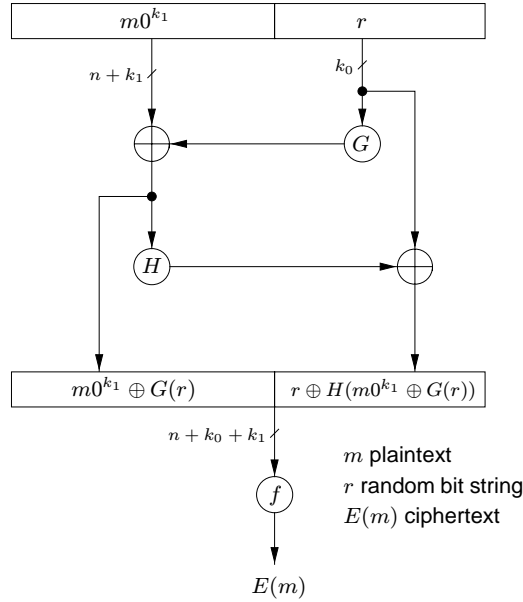 m0^{k_1} r
n + k_1
k_0
G
H
m0^{k_1} ⊕ G(r) r ⊕ H(m0^{k_1} ⊕ G(r))
n + k_0 + k_1
m plaintext
f
r random bit string
E(m) ciphertext
E(m)